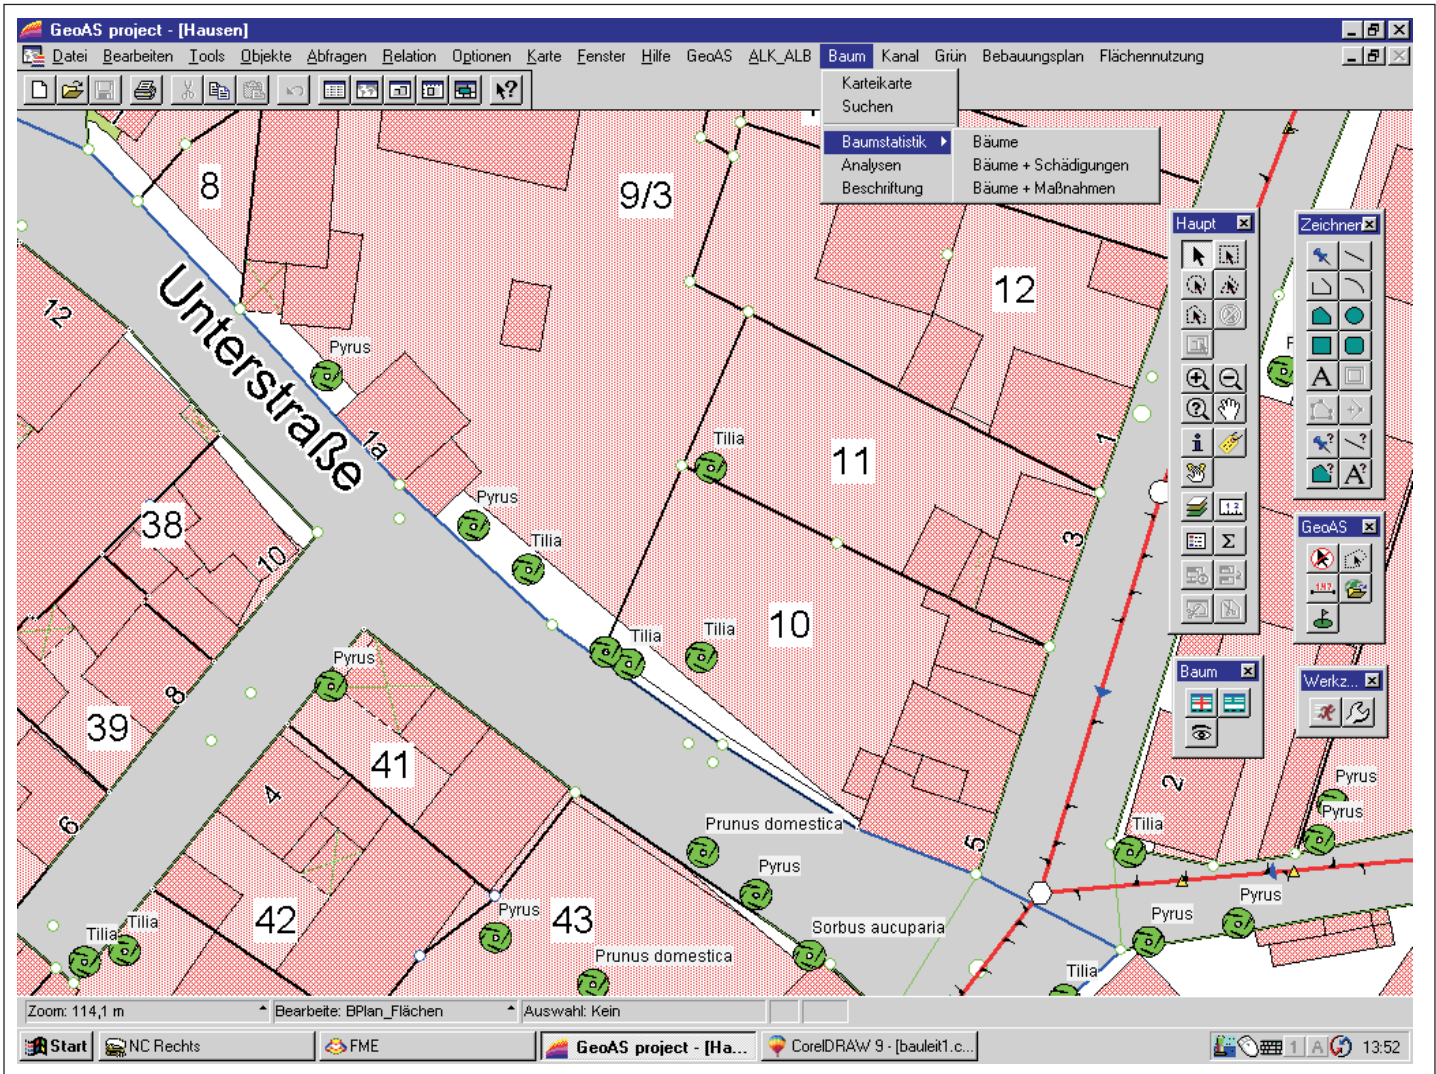 GeoAS project - [Hausen]
Datei Bearbeiten Tools Objekte Abfragen Relation Optionen Karte Fenster Hilfe GeoAS ALK_ALB Baum Kanal Grün Bebauungsplan Flächennutzung
Karteikarte
Suchen
Baumstatistik
Analysen
Beschriftung
Bäume
Bäume + Schädigungen
Bäume + Maßnahmen
8
9/3
12
12
Unterstraße
1a
Pyrus
Haupt
Zeichnen
1
11
Tilia
Pyrus
Tilia
38
10
3
10
Tilia
Tilia
GeoAS
Pyrus
39
8
6
41
4
Baum
Werkz...
2
Pyrus
Pyrus
Tilia
Prunus domestica
5
Pyrus
42
43
Pyrus
Tilia
Tilia
Sorbus aucuparia
Prunus domestica
Pyrus
Pyrus
Tilia
Zoom: 114,1 m
Bearbeite: BPlan_Flächen
Auswahl: Kein
Start
NC Rechts
FME
GeoAS project - [Ha...
CorelDRAW 9 - [bauleit1.c...
13:52